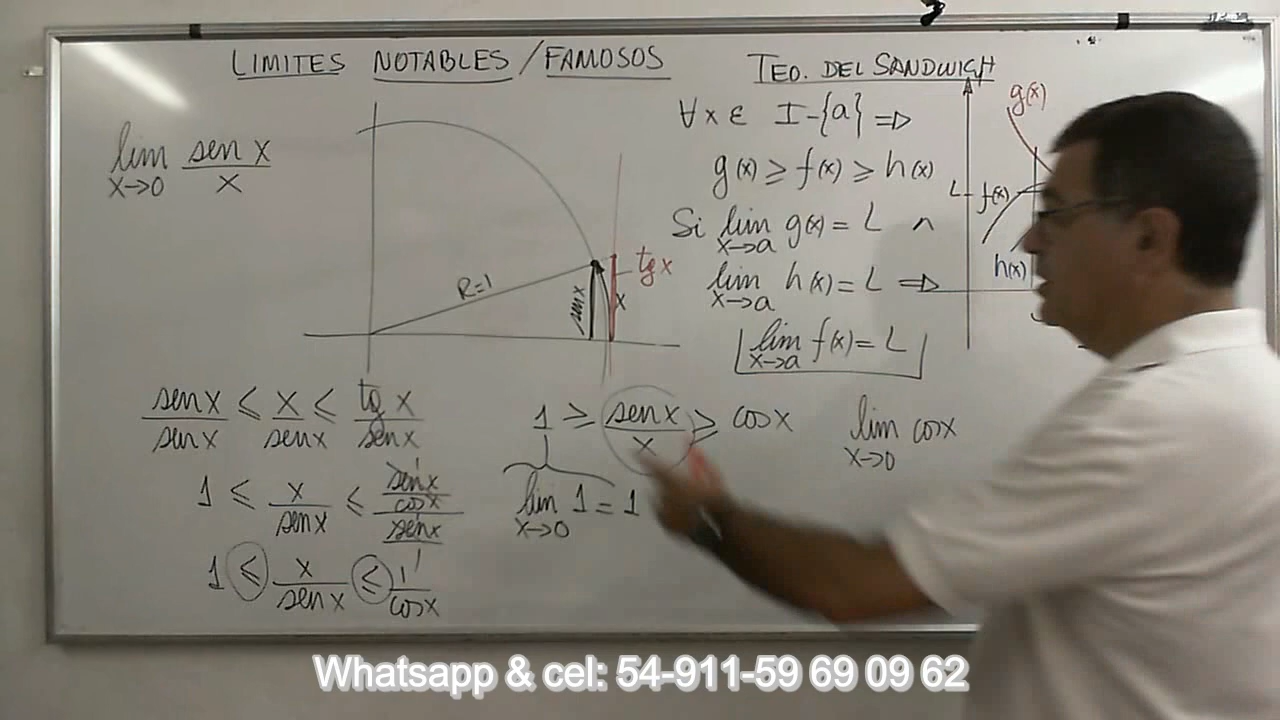 LIMITES NOTABLES / FAMOSOS
lim x→0 sen x / x
R=1
sen x
x
tg x
TEO. DEL SANDWICH
∀ x ε I-{a} ⇒
g(x) ≥ f(x) ≥ h(x)
Si lim x→a g(x) = L ∧
lim x→a h(x) = L ⇒
lim x→a f(x) = L
g(x)
L
f(x)
h(x)
sen x / sen x ≤ x / sen x ≤ tg x / sen x
1 ≤ x / sen x ≤ (sen x / cos x) / sen x
1 ≤ x / sen x ≤ 1 / cos x
1 ≥ sen x / x ≥ cos x
lim x→0 1 = 1
lim x→0 cos x
Whatsapp & cel: 54-911-59 69 09 62